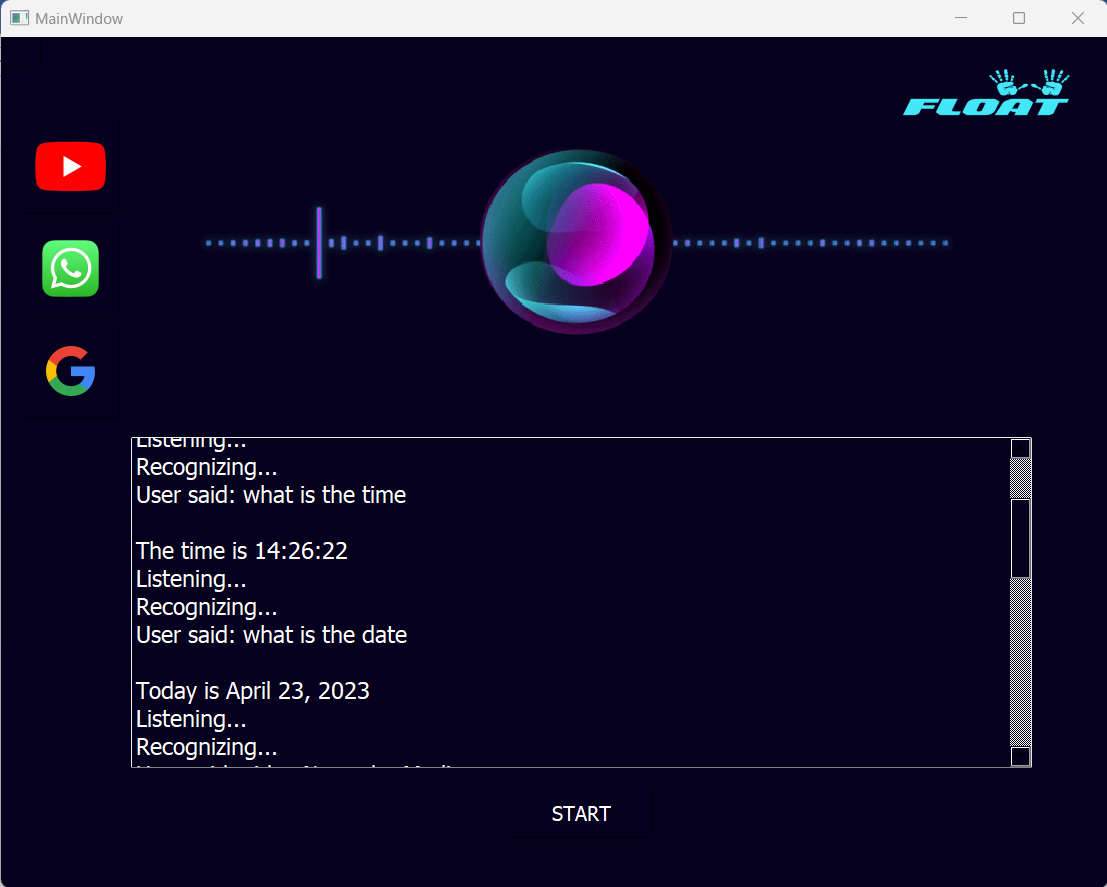 MainWindow
FLOAT
Listening...
Recognizing...
User said: what is the time
The time is 14:26:22
Listening...
Recognizing...
User said: what is the date
Today is April 23, 2023
Listening...
Recognizing...
START